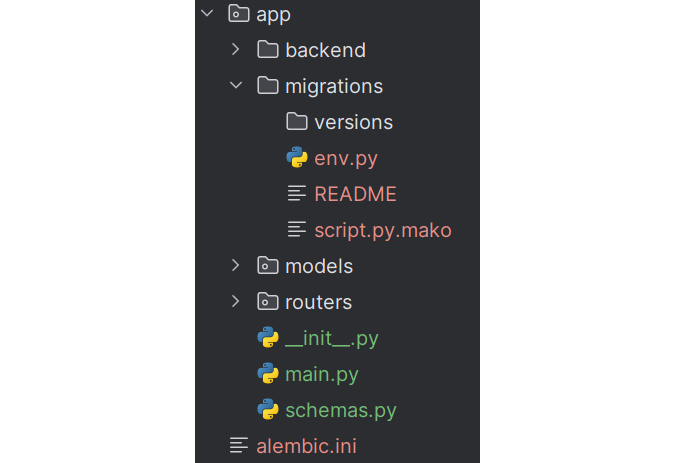 app
backend
migrations
versions
env.py
README
script.py.mako
models
routers
__init__.py
main.py
schemas.py
alembic.ini